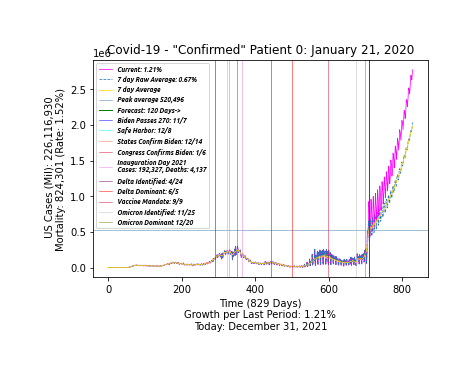 Covid-19 - "Confirmed" Patient 0: January 21, 2020
1e6
2.5
2.0
1.5
1.0
0.5
0.0
US Cases (Mil): 226,116,930
Mortality: 824,301 (Rate: 1.52%)
Current: 1.21%
7 day Raw Average: 0.67%
7 day Average
Peak average 520,496
Forecast: 120 Days->
Biden Passes 270: 11/7
Safe Harbor: 12/8
States Confirm Biden: 12/14
Congress Confirms Biden: 1/6
Inauguration Day 2021
Cases: 192,327, Deaths: 4,137
Delta Identified: 4/24
Delta Dominant: 6/5
Vaccine Mandate: 9/9
Omicron Identified: 11/25
Omicron Dominant 12/20
0 200 400 600 800
Time (829 Days)
Growth per Last Period: 1.21%
Today: December 31, 2021